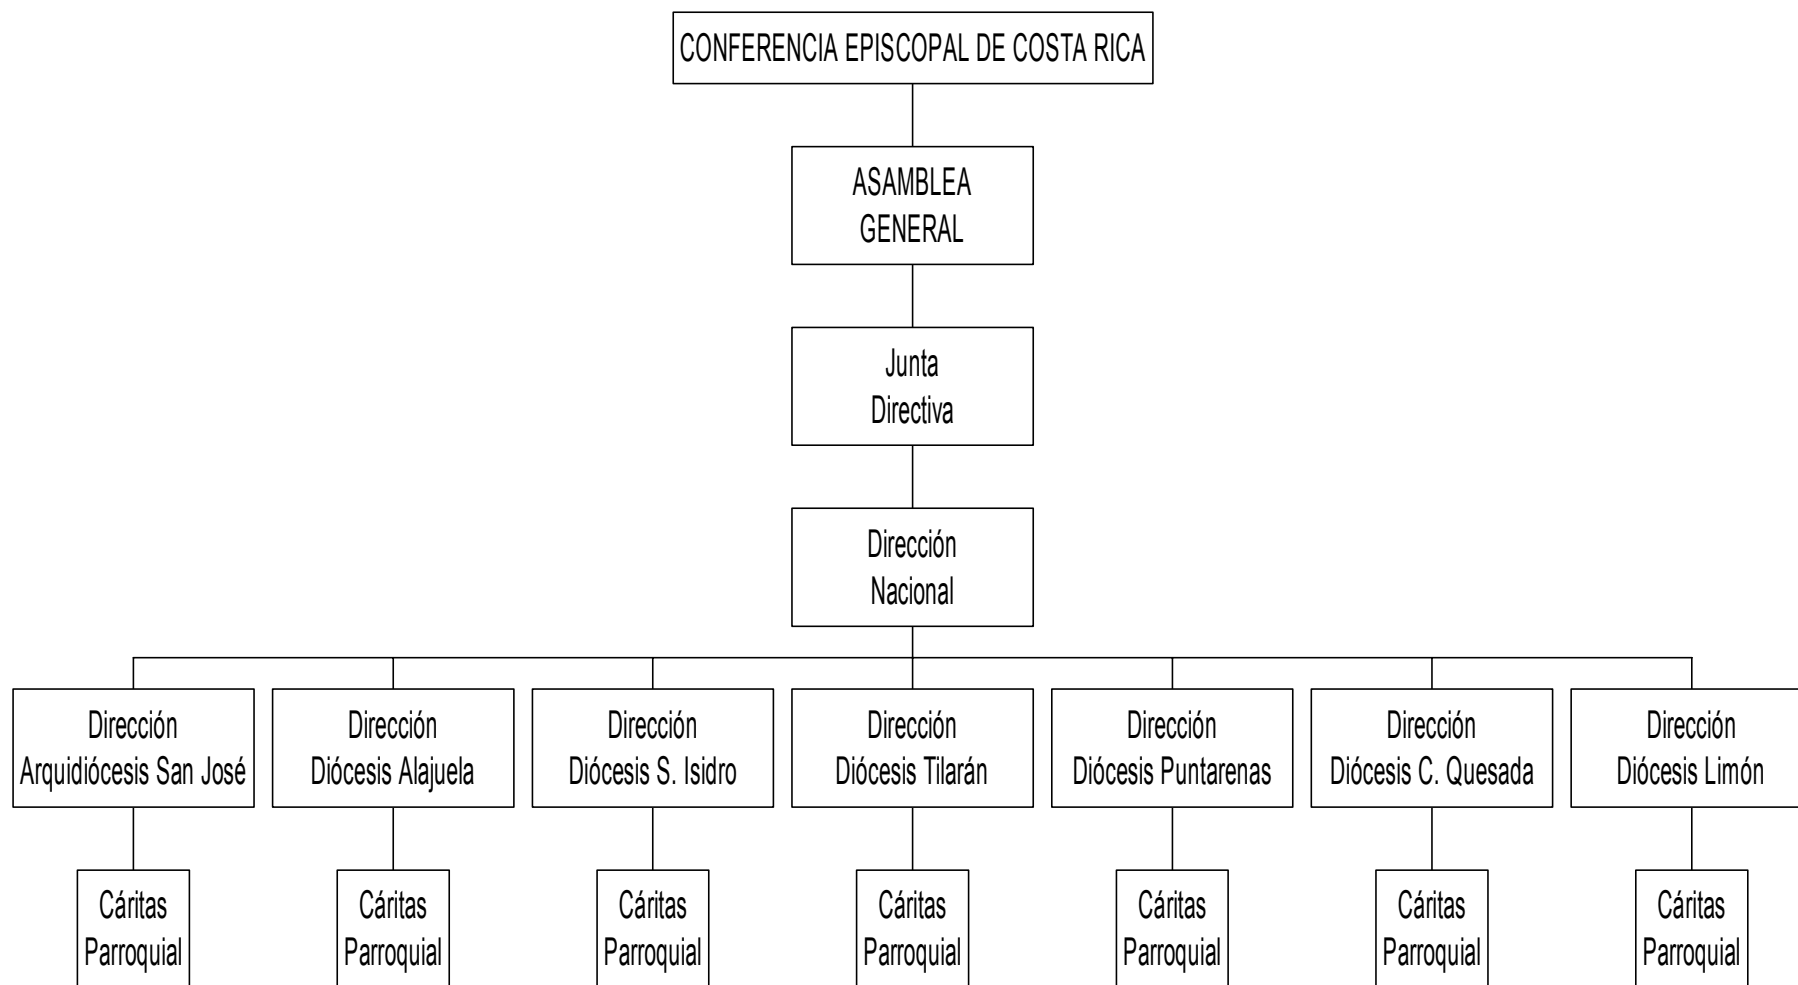 CONFERENCIA EPISCOPAL DE COSTA RICA
ASAMBLEA
GENERAL
Junta
Directiva
Dirección
Nacional
Dirección
Arquidiócesis San José
Dirección
Diócesis Alajuela
Dirección
Diócesis S. Isidro
Dirección
Diócesis Tilarán
Dirección
Diócesis Puntarenas
Dirección
Diócesis C. Quesada
Dirección
Diócesis Limón
Cáritas
Parroquial
Cáritas
Parroquial
Cáritas
Parroquial
Cáritas
Parroquial
Cáritas
Parroquial
Cáritas
Parroquial
Cáritas
Parroquial